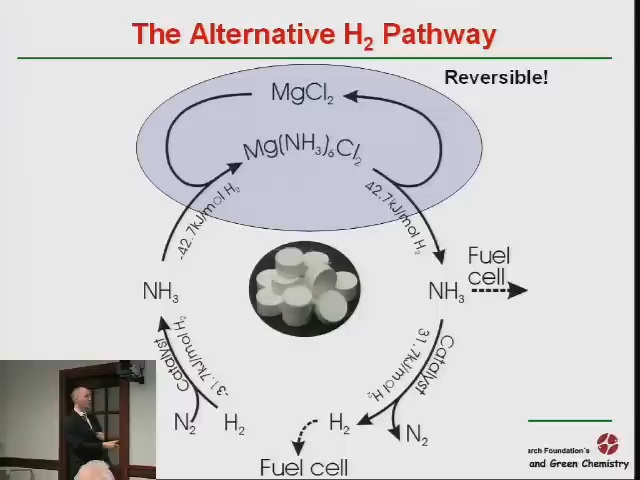 The Alternative H₂ Pathway
Reversible!
MgCl₂
Mg(NH₃)₆Cl₂
-42.7kJ/mol H₂
42.7kJ/mol H₂
Fuel
cell
NH₃
NH₃
Catalyst
-31.7kJ/mol H₂
31.7kJ/mol H₂
Catalyst
N₂
H₂
H₂
N₂
Fuel cell
arch Foundation's
and Green Chemistry